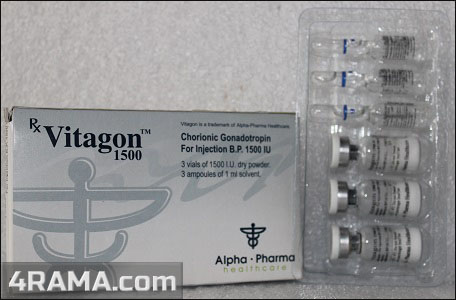 Vitagon is a trademark of Alpha-Pharma Healthcare.
Rx Vitagon™
1500
Chorionic Gonadotropin
For Injection B.P. 1500 IU
3 vials of 1500 I.U. dry powder.
3 ampoules of 1 ml solvent.
Alpha · Pharma
healthcare
4RAMA.com